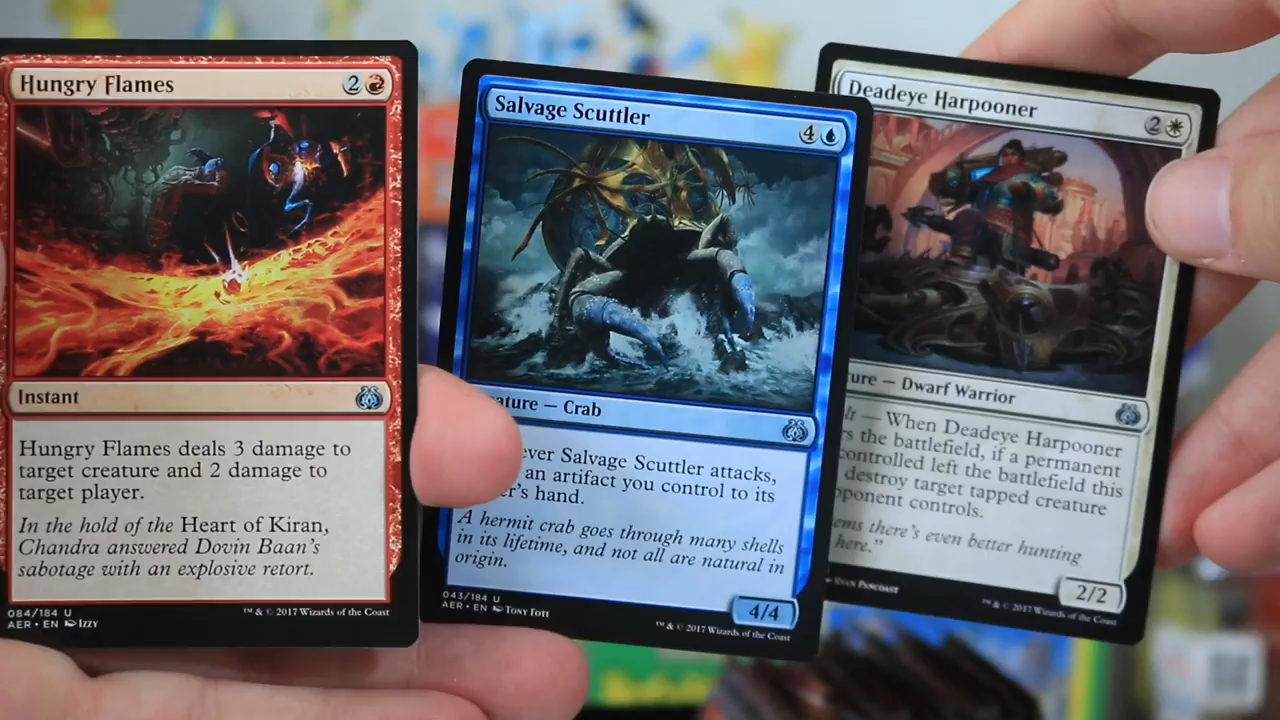 Hungry Flames 2
Instant
Hungry Flames deals 3 damage to
target creature and 2 damage to
target player.
In the hold of the Heart of Kiran,
Chandra answered Dovin Baan's
sabotage with an explosive retort.
084/184 U
AER • EN IZZY
™ & © 2017 Wizards of the Coast
Salvage Scuttler
4
ature — Crab
ever Salvage Scuttler attacks,
an artifact you control to its
er's hand.
A hermit crab goes through many shells
in its lifetime, and not all are natural in
origin.
4/4
043/184 U
AER • EN TONY FOTI
™ & © 2017 Wizards of the Coast
Deadeye Harpooner
2
ture — Dwarf Warrior
lt — When Deadeye Harpooner
rs the battlefield, if a permanent
controlled left the battlefield this
destroy target tapped creature
pponent controls.
ems there's even better hunting
here."
2/2
RYAN PANCOAST
™ & © 2017 Wizards of the Coast